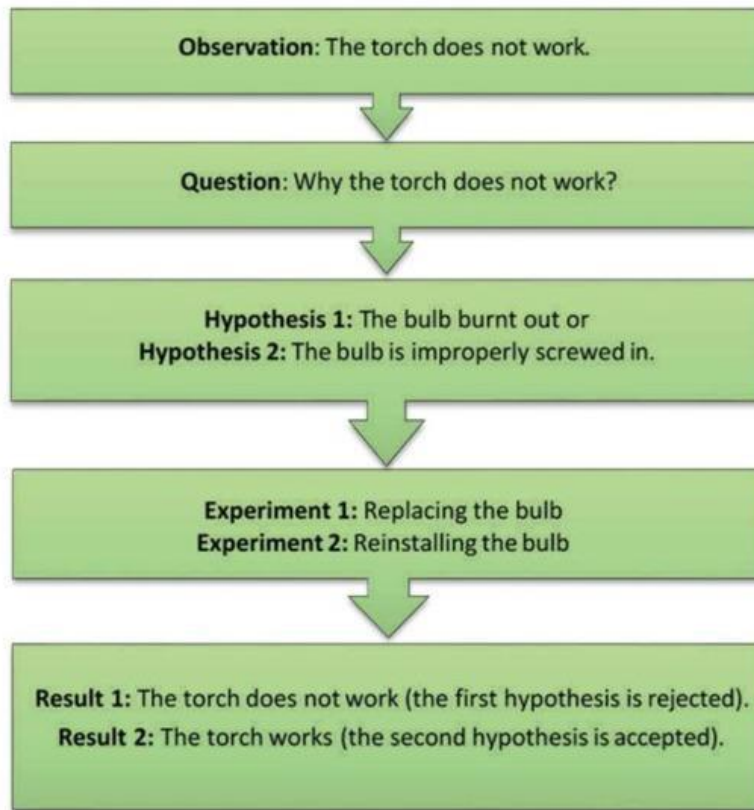 Observation: The torch does not work.
Question: Why the torch does not work?
Hypothesis 1: The bulb burnt out or
Hypothesis 2: The bulb is improperly screwed in.
Experiment 1: Replacing the bulb
Experiment 2: Reinstalling the bulb
Result 1: The torch does not work (the first hypothesis is rejected).
Result 2: The torch works (the second hypothesis is accepted).